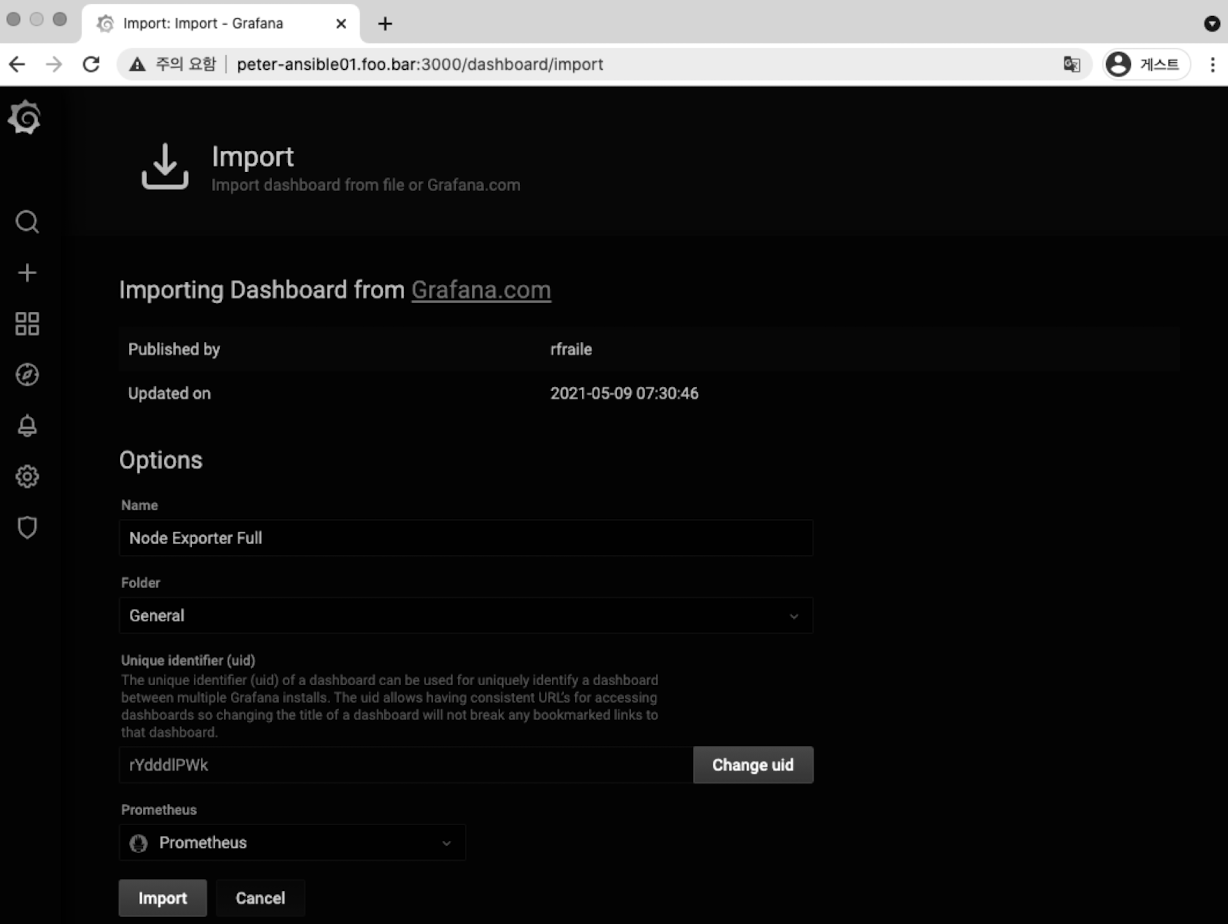 Import: Import - Grafana
주의 요함 peter-ansible01.foo.bar:3000/dashboard/import 게스트
Import
Import dashboard from file or Grafana.com
Importing Dashboard from Grafana.com
Published by rfraile
Updated on 2021-05-09 07:30:46
Options
Name
Node Exporter Full
Folder
General
Unique identifier (uid)
The unique identifier (uid) of a dashboard can be used for uniquely identify a dashboard
between multiple Grafana installs. The uid allows having consistent URL's for accessing
dashboards so changing the title of a dashboard will not break any bookmarked links to
that dashboard.
rYdddlPWk Change uid
Prometheus
Prometheus
Import Cancel